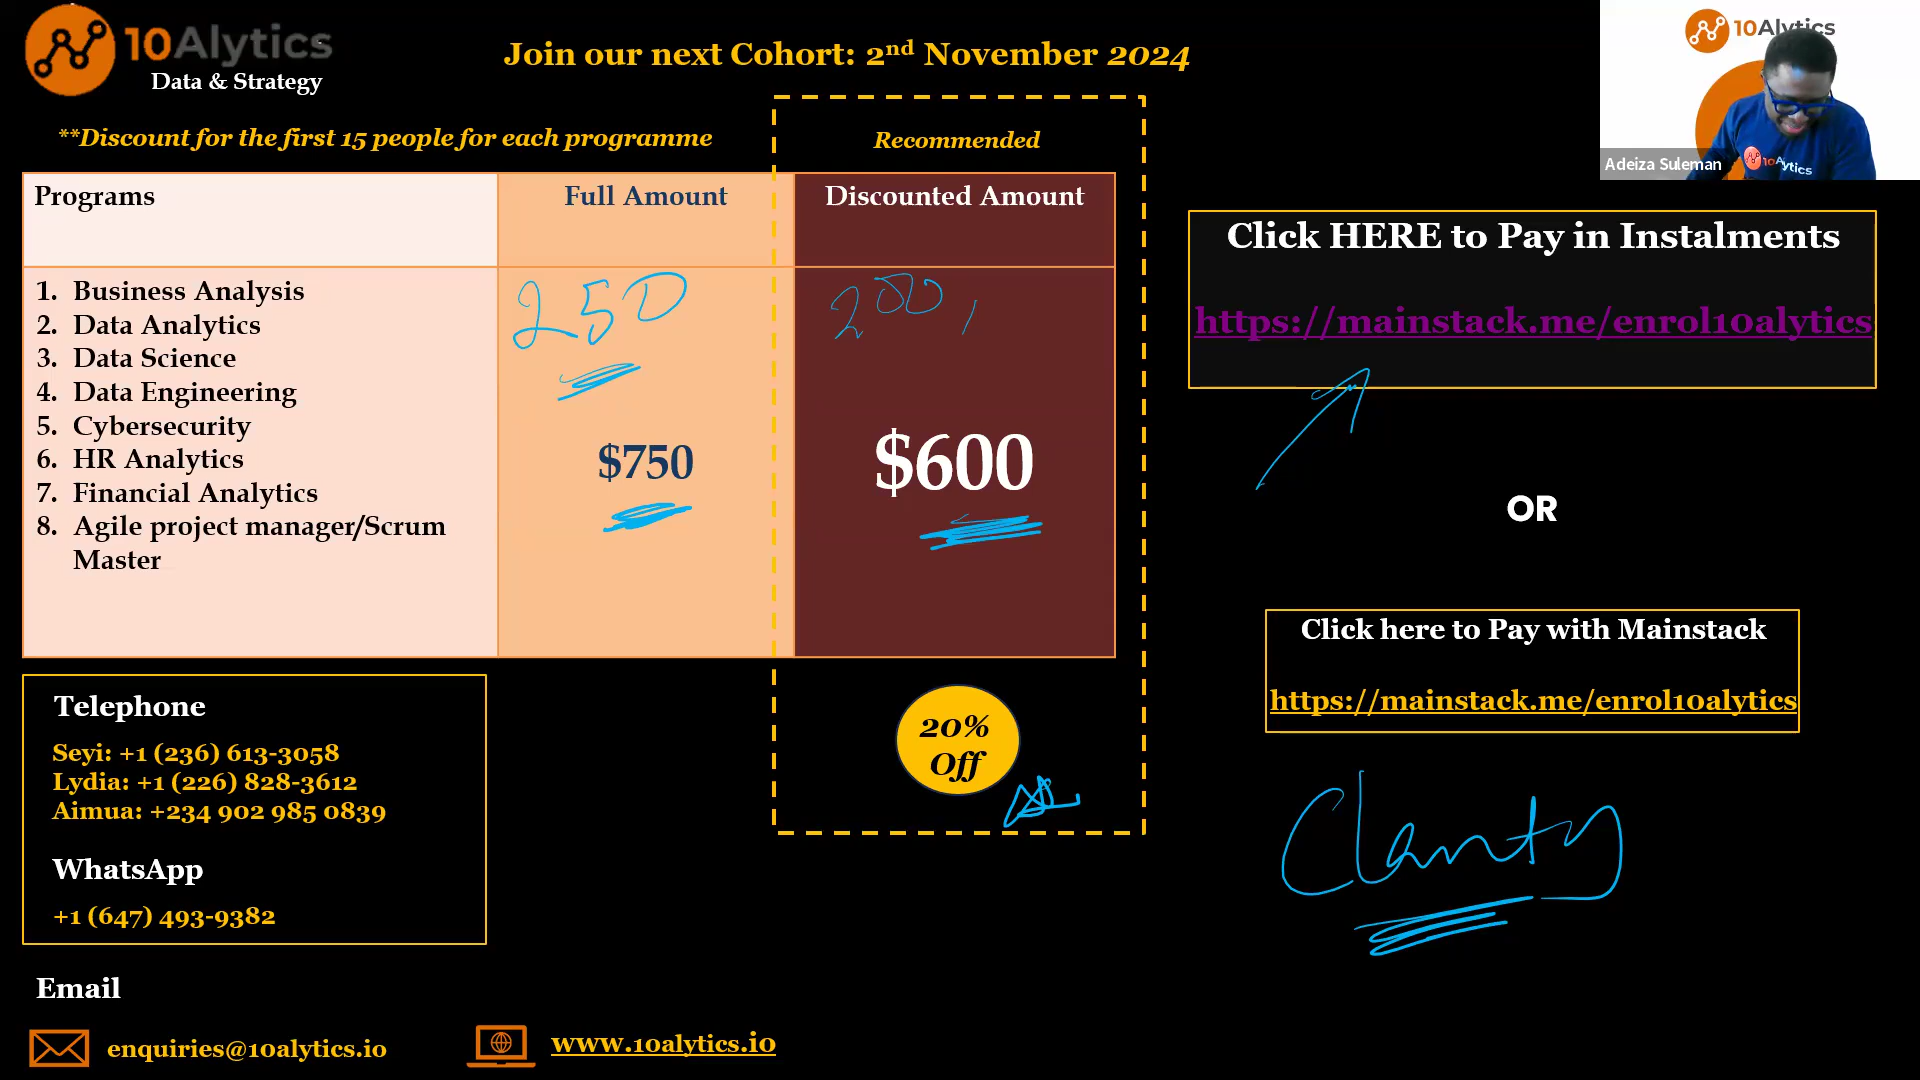 10Alytics
Data & Strategy
Join our next Cohort: 2nd November 2024
**Discount for the first 15 people for each programme
Recommended
Programs
Full Amount
Discounted Amount
1. Business Analysis
2. Data Analytics
3. Data Science
4. Data Engineering
5. Cybersecurity
6. HR Analytics
7. Financial Analytics
8. Agile project manager/Scrum
Master
250
$750
200,
$600
20%
Off
10Alytics
10Alytics
Adeiza Suleman
Click HERE to Pay in Instalments
https://mainstack.me/enrol10alytics
OR
Click here to Pay with Mainstack
https://mainstack.me/enrol10alytics
Clarity
Telephone
Seyi: +1 (236) 613-3058
Lydia: +1 (226) 828-3612
Aimua: +234 902 985 0839
WhatsApp
+1 (647) 493-9382
Email
enquiries@10alytics.io
www.10alytics.io